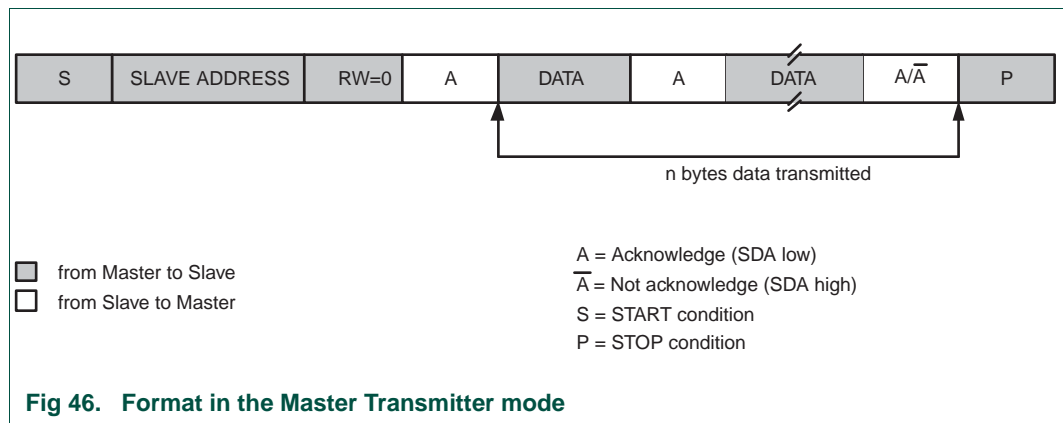 S SLAVE ADDRESS RW=0 A DATA A DATA A/A̅ P
n bytes data transmitted
from Master to Slave
from Slave to Master
A = Acknowledge (SDA low)
A̅ = Not acknowledge (SDA high)
S = START condition
P = STOP condition
Fig 46. Format in the Master Transmitter mode